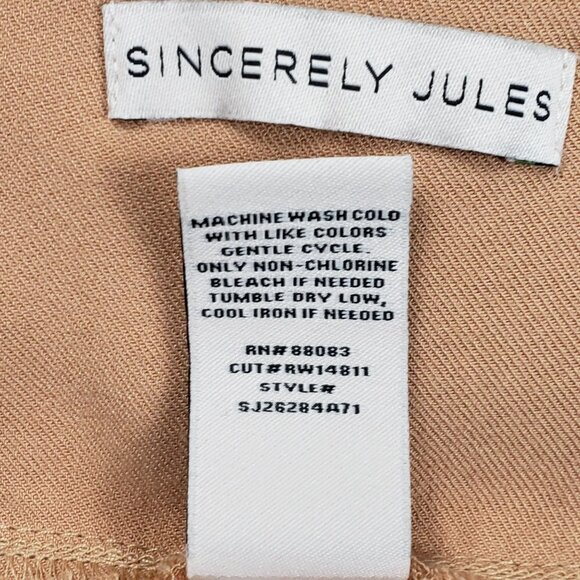 SINCERELY JULES
MACHINE WASH COLD
WITH LIKE COLORS
GENTLE CYCLE.
ONLY NON-CHLORINE
BLEACH IF NEEDED
TUMBLE DRY LOW,
COOL IRON IF NEEDED
RN#88083
CUT#RW14811
STYLE#
SJ26284A71